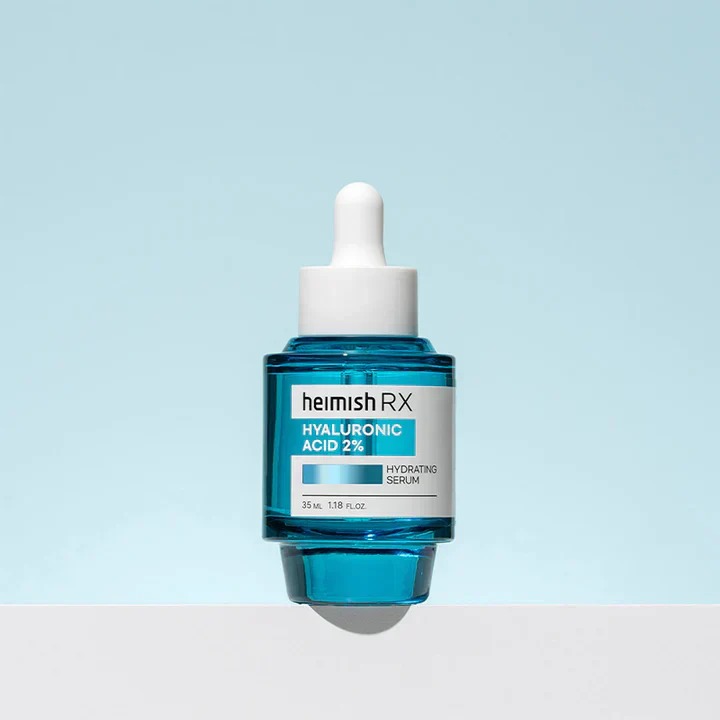 heimish RX
HYALURONIC
ACID 2%
HYDRATING
SERUM
35 ML 1.18 FL.OZ.